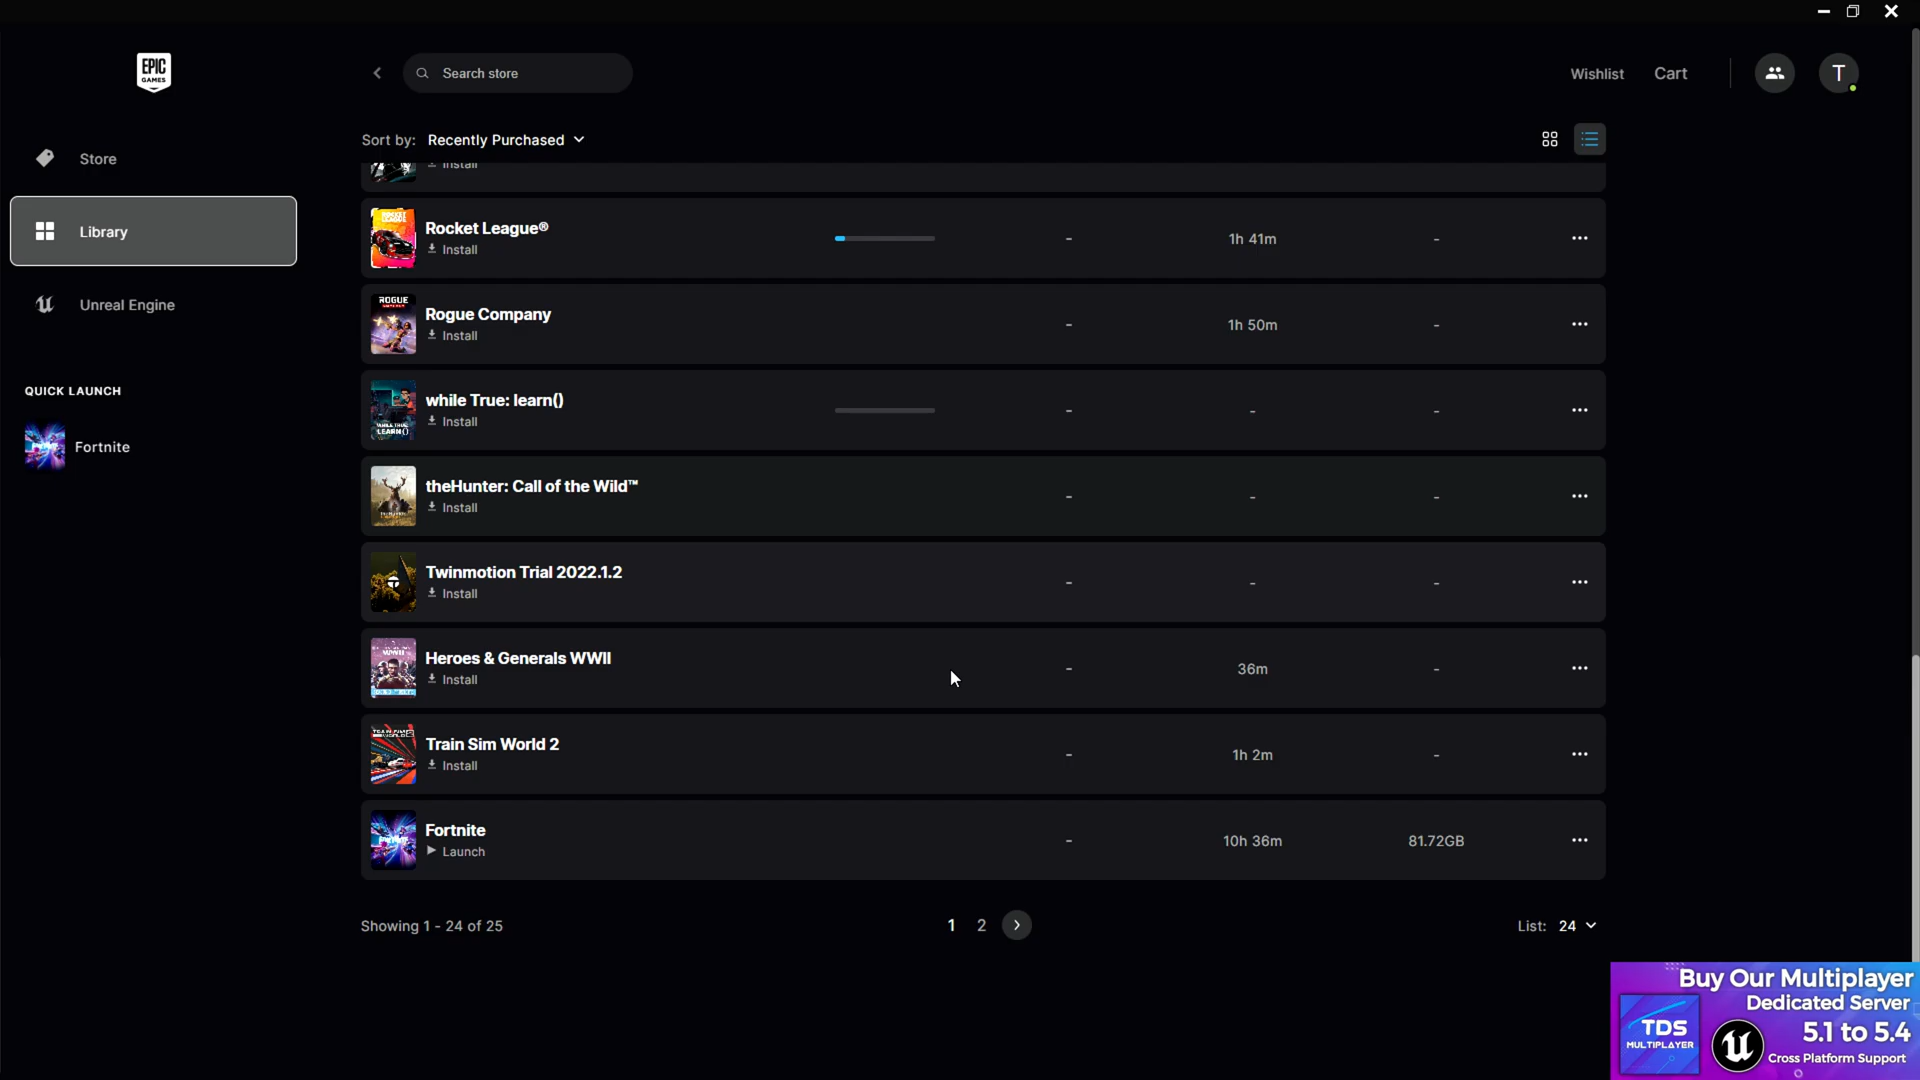 EPIC
GAMES
Search store
Wishlist
Cart
T
Sort by: Recently Purchased
Store
Install
Library
Rocket League®
Install
1h 41m
-
-
Unreal Engine
Rogue Company
Install
-
1h 50m
-
QUICK LAUNCH
Fortnite
while True: learn()
Install
-
-
-
theHunter: Call of the Wild™
Install
-
-
-
Twinmotion Trial 2022.1.2
Install
-
-
-
Heroes & Generals WWII
Install
-
36m
-
Train Sim World 2
Install
-
1h 2m
-
Fortnite
Launch
-
10h 36m
81.72GB
Showing 1 - 24 of 25
1 2
List: 24
Buy Our Multiplayer
Dedicated Server
5.1 to 5.4
Cross Platform Support
TDS
MULTIPLAYER